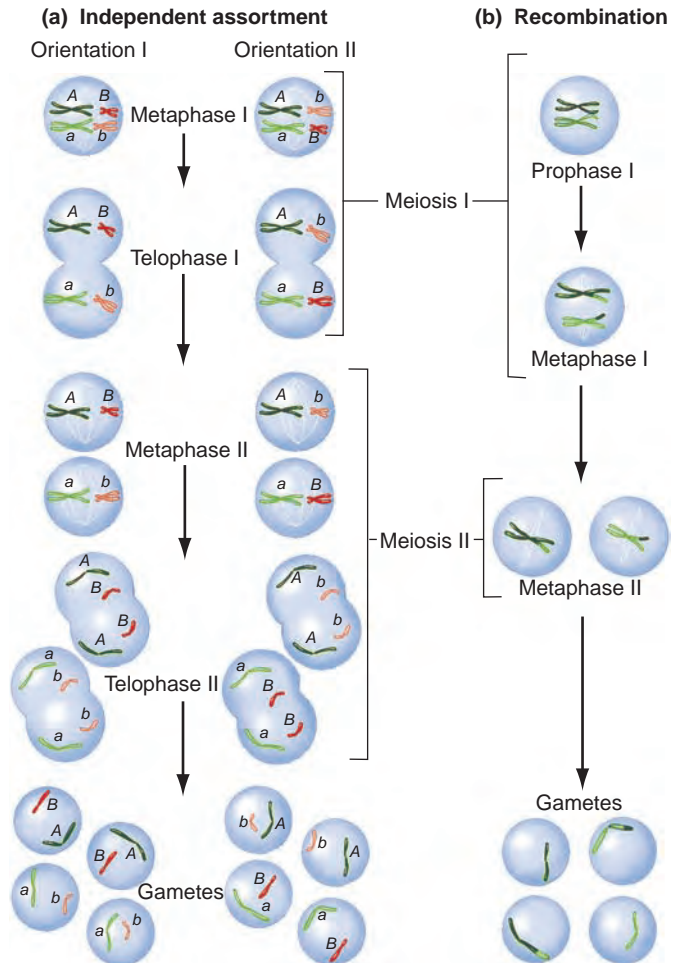 (a) Independent assortment
(b) Recombination
Orientation I
Orientation II
A B
a b
Metaphase I
A b
a B
A B
a b
Telophase I
A b
a B
Meiosis I
Prophase I
Metaphase I
A B
a b
Metaphase II
A b
a B
Meiosis II
Metaphase II
A
B
B
A
a
b
b
a
Telophase II
A
b
b
A
a
B
B
a
B
A
B
A
a
b
a
b
Gametes
b
A
b
A
B
a
a
B
Gametes